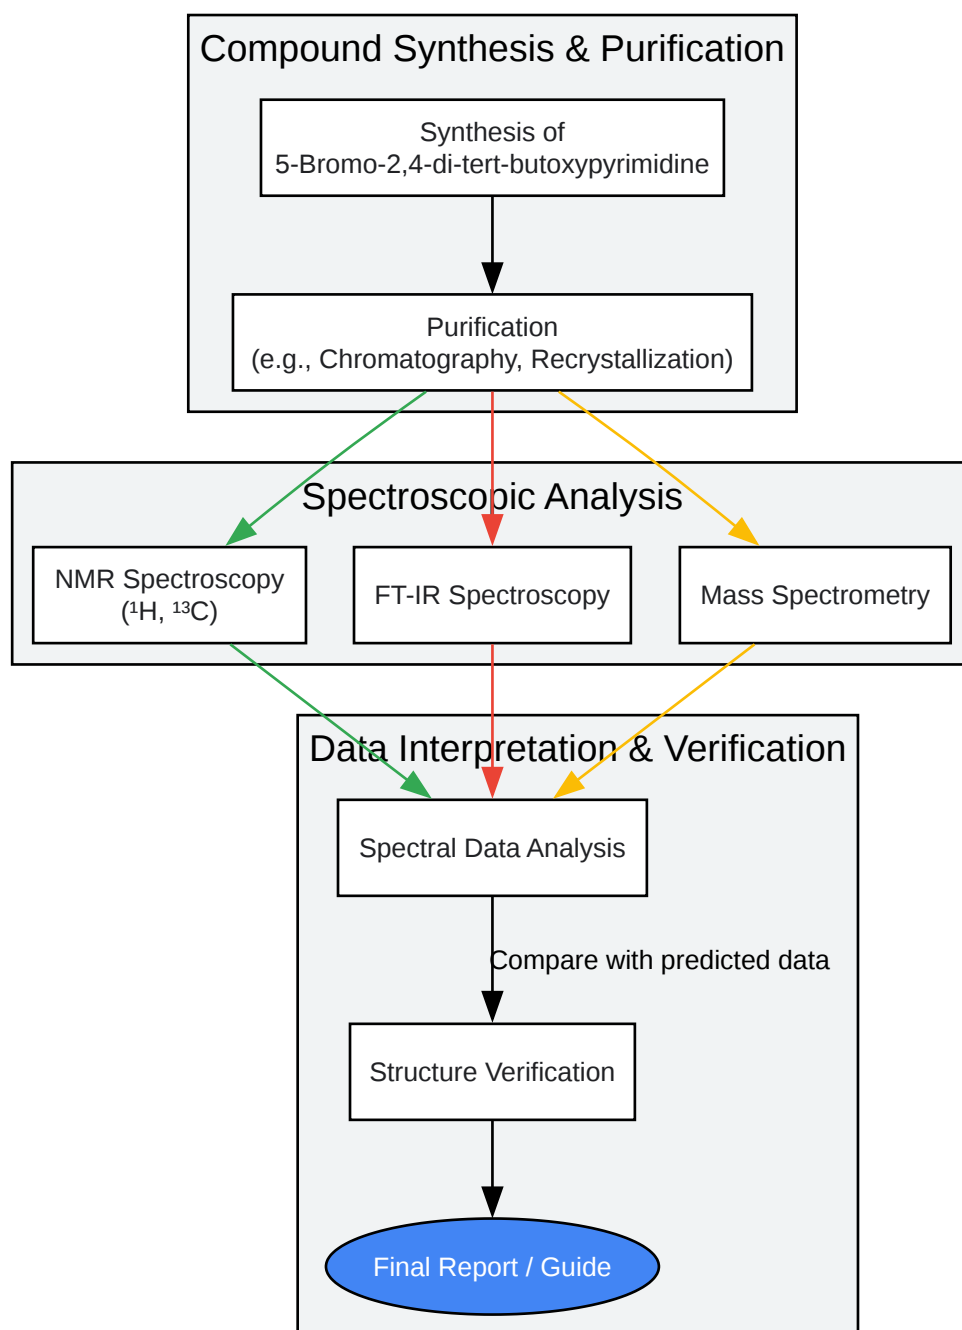 Compound Synthesis & Purification
Synthesis of
5-Bromo-2,4-di-tert-butoxypyrimidine
Purification
(e.g., Chromatography, Recrystallization)
Spectroscopic Analysis
NMR Spectroscopy
(¹H, ¹³C)
FT-IR Spectroscopy
Mass Spectrometry
Data Interpretation & Verification
Spectral Data Analysis
Compare with predicted data
Structure Verification
Final Report / Guide